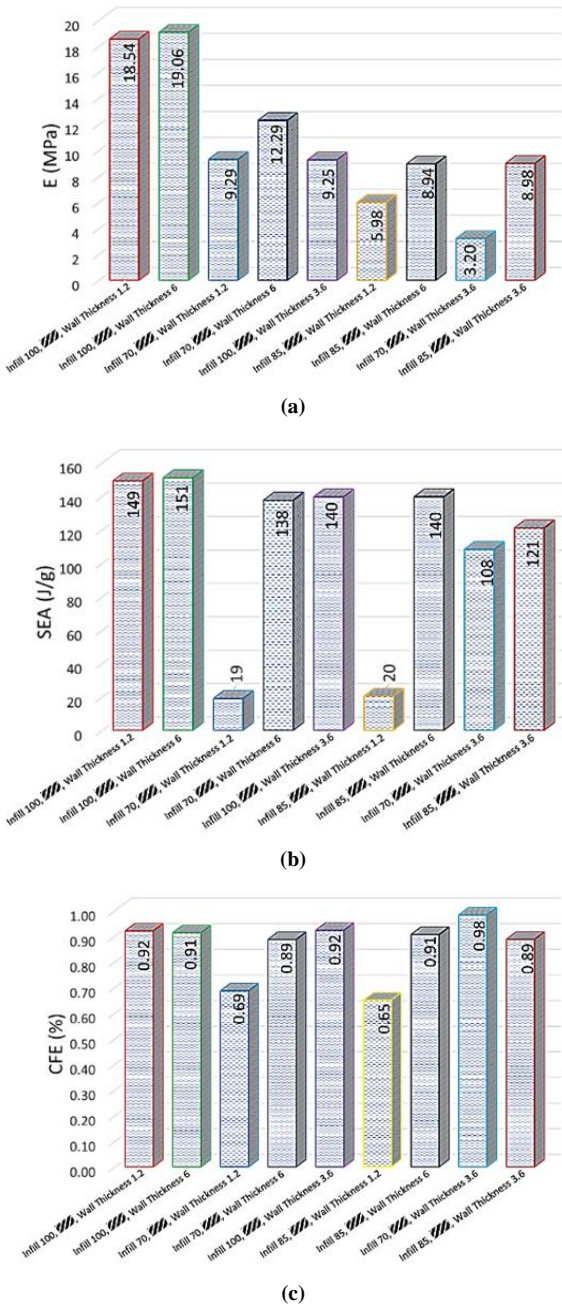 20
18
16
14
12
10
8
6
4
2
0
E (MPa)
18.54
19.06
9.29
12.29
9.25
5.98
8.94
3.20
8.98
Infill 100, , Wall Thickness 1.2
Infill 100, , Wall Thickness 6
Infill 70, , Wall Thickness 1.2
Infill 70, , Wall Thickness 6
Infill 100, , Wall Thickness 3.6
Infill 85, , Wall Thickness 1.2
Infill 85, , Wall Thickness 6
Infill 70, , Wall Thickness 3.6
Infill 85, , Wall Thickness 3.6
(a)
160
140
120
100
80
60
40
20
0
SEA (J/g)
149
151
19
138
140
20
140
108
121
Infill 100, , Wall Thickness 1.2
Infill 100, , Wall Thickness 6
Infill 70, , Wall Thickness 1.2
Infill 70, , Wall Thickness 6
Infill 100, , Wall Thickness 3.6
Infill 85, , Wall Thickness 1.2
Infill 85, , Wall Thickness 6
Infill 70, , Wall Thickness 3.6
Infill 85, , Wall Thickness 3.6
(b)
1.00
0.90
0.80
0.70
0.60
0.50
0.40
0.30
0.20
0.10
0.00
CFE (%)
0.92
0.91
0.69
0.89
0.92
0.65
0.91
0.98
0.89
Infill 100, , Wall Thickness 1.2
Infill 100, , Wall Thickness 6
Infill 70, , Wall Thickness 1.2
Infill 70, , Wall Thickness 6
Infill 100, , Wall Thickness 3.6
Infill 85, , Wall Thickness 1.2
Infill 85, , Wall Thickness 6
Infill 70, , Wall Thickness 3.6
Infill 85, , Wall Thickness 3.6
(c)